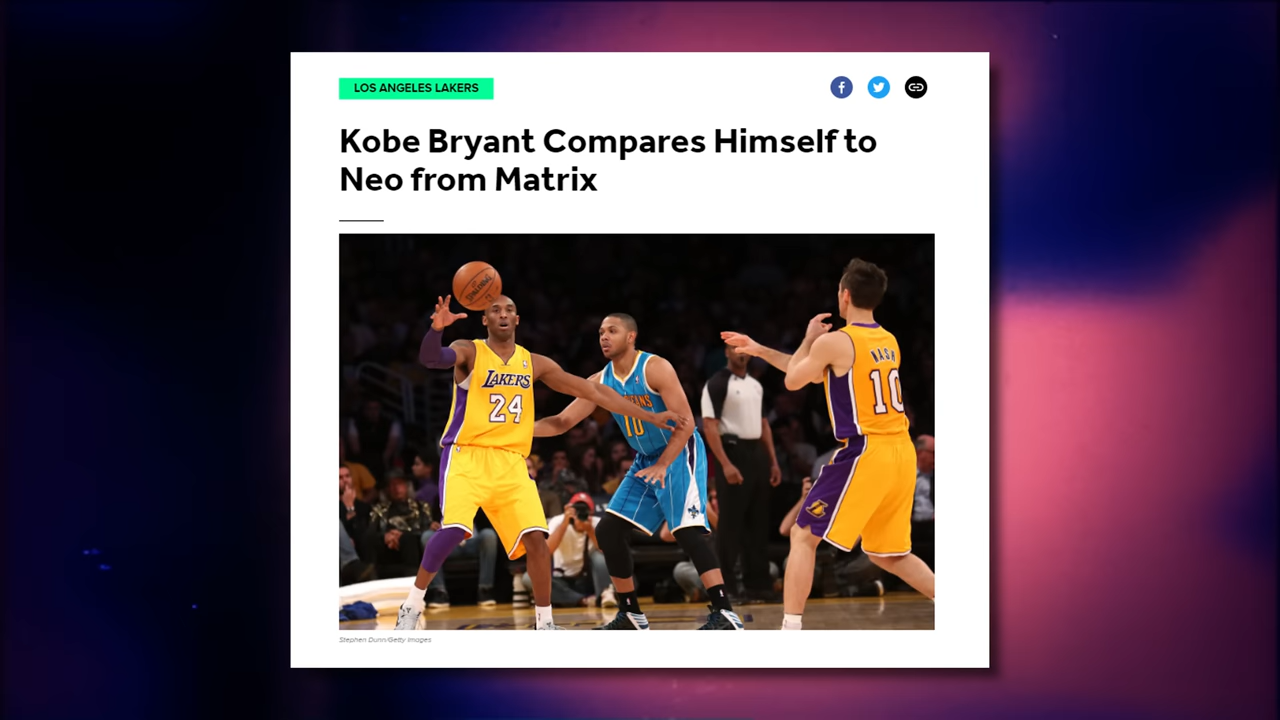 LOS ANGELES LAKERS
Kobe Bryant Compares Himself to
Neo from Matrix
SPALDING
LAKERS
24
10
NASH
10
Stephen Dunn/Getty Images